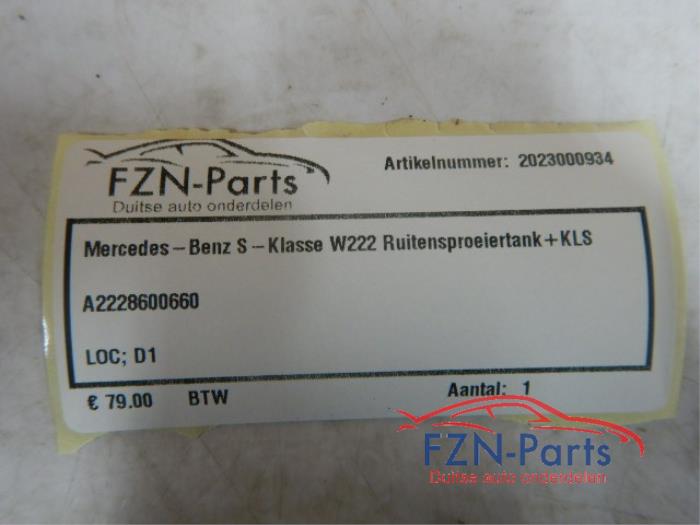 FZN-Parts
Duitse auto onderdelen
Artikelnummer: 2023000934
Mercedes-Benz S-Klasse W222 Ruitensproeiertank+KLS
A2228600660
LOC; D1
€ 79.00 BTW Aantal: 1
FZN-Parts
Duitse auto onderdelen